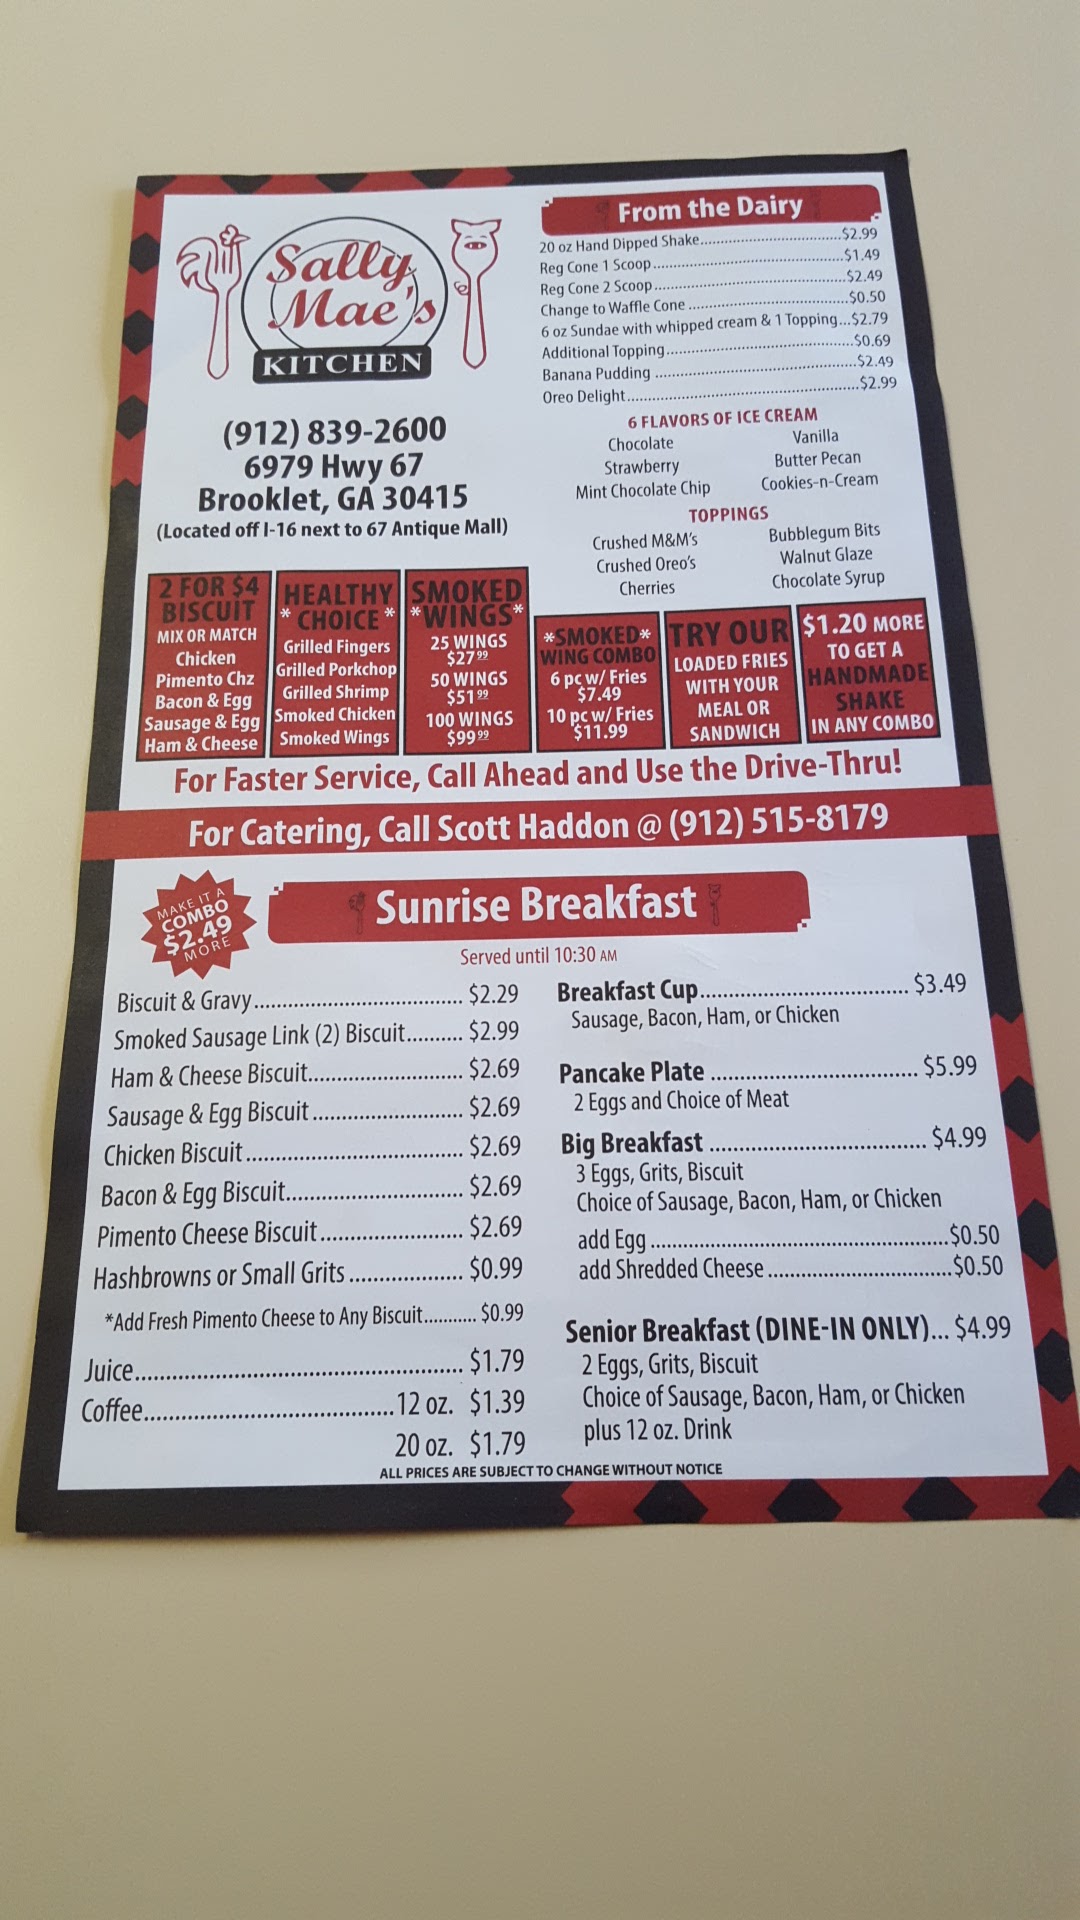 Sally
Mae's
KITCHEN
(912) 839-2600
6979 Hwy 67
Brooklet, GA 30415
(Located off I-16 next to 67 Antique Mall)
From the Dairy
20 oz Hand Dipped Shake....................................$2.99
Reg Cone 1 Scoop................................................$1.49
Reg Cone 2 Scoop................................................$2.49
Change to Waffle Cone ........................................$0.50
6 oz Sundae with whipped cream & 1 Topping...$2.79
Additional Topping..............................................$0.69
Banana Pudding ..................................................$2.49
Oreo Delight.........................................................$2.99
6 FLAVORS OF ICE CREAM
Chocolate Vanilla
Strawberry Butter Pecan
Mint Chocolate Chip Cookies-n-Cream
TOPPINGS
Crushed M&M's Bubblegum Bits
Crushed Oreo's Walnut Glaze
Cherries Chocolate Syrup
2 FOR $4
BISCUIT
MIX OR MATCH
Chicken
Pimento Chz
Bacon & Egg
Sausage & Egg
Ham & Cheese
HEALTHY
* CHOICE *
Grilled Fingers
Grilled Porkchop
Grilled Shrimp
Smoked Chicken
Smoked Wings
SMOKED
*WINGS*
25 WINGS
$27.99
50 WINGS
$51.99
100 WINGS
$99.99
*SMOKED*
WING COMBO
6 pc w/ Fries
$7.49
10 pc w/ Fries
$11.99
TRY OUR
LOADED FRIES
WITH YOUR
MEAL OR
SANDWICH
$1.20 MORE
TO GET A
HANDMADE
SHAKE
IN ANY COMBO
For Faster Service, Call Ahead and Use the Drive-Thru!
For Catering, Call Scott Haddon @ (912) 515-8179
MAKE IT A
COMBO
$2.49
MORE
Sunrise Breakfast
Served until 10:30 AM
Biscuit & Gravy.................................. $2.29
Smoked Sausage Link (2) Biscuit.......... $2.99
Ham & Cheese Biscuit......................... $2.69
Sausage & Egg Biscuit ........................ $2.69
Chicken Biscuit ................................... $2.69
Bacon & Egg Biscuit............................ $2.69
Pimento Cheese Biscuit....................... $2.69
Hashbrowns or Small Grits .................. $0.99
*Add Fresh Pimento Cheese to Any Biscuit........... $0.99
Juice..................................................... $1.79
Coffee........................................12 oz. $1.39
20 oz. $1.79
Breakfast Cup.................................. $3.49
Sausage, Bacon, Ham, or Chicken
Pancake Plate ................................. $5.99
2 Eggs and Choice of Meat
Big Breakfast ................................... $4.99
3 Eggs, Grits, Biscuit
Choice of Sausage, Bacon, Ham, or Chicken
add Egg ................................................$0.50
add Shredded Cheese ..............................$0.50
Senior Breakfast (DINE-IN ONLY)... $4.99
2 Eggs, Grits, Biscuit
Choice of Sausage, Bacon, Ham, or Chicken
plus 12 oz. Drink
ALL PRICES ARE SUBJECT TO CHANGE WITHOUT NOTICE